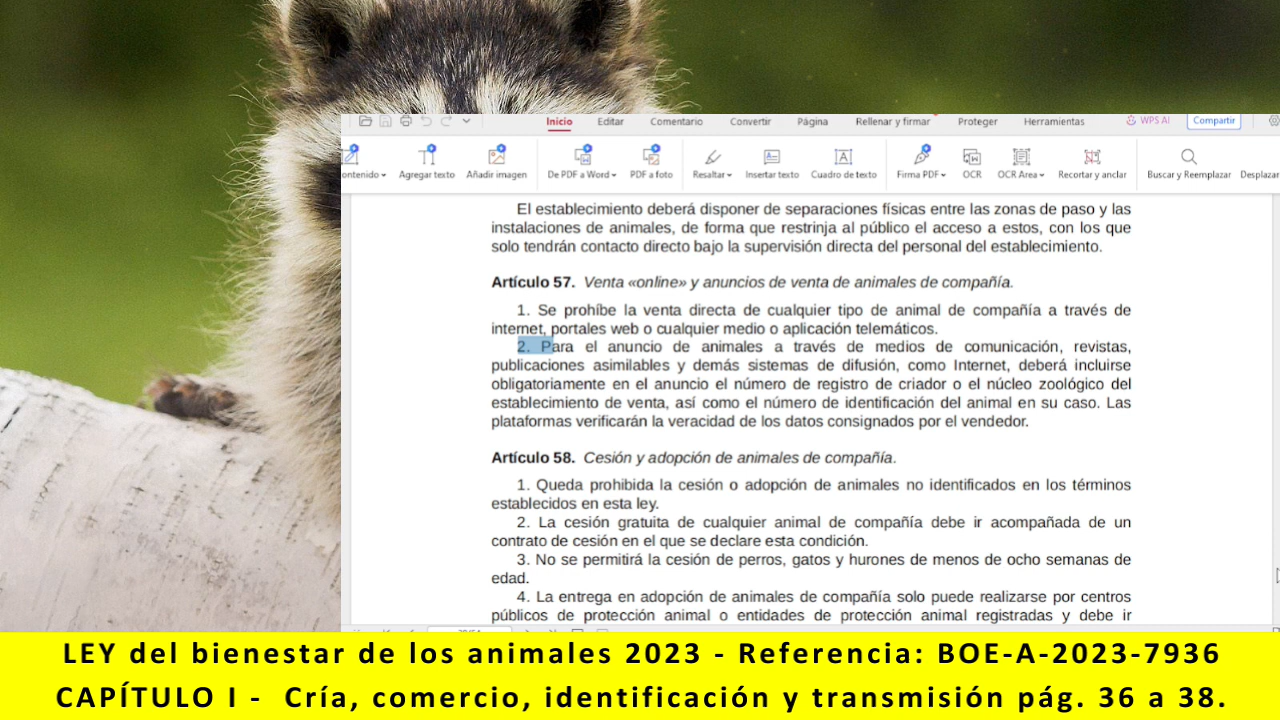 Inicio Editar Comentario Convertir Página Rellenar y firmar Proteger Herramientas WPS AI Compartir
ontenido Agregar texto Añadir imagen De PDF a Word PDF a foto Resaltar Insertar texto Cuadro de texto Firma PDF OCR OCR Area Recortar y anclar Buscar y Reemplazar Desplazar
El establecimiento deberá disponer de separaciones físicas entre las zonas de paso y las
instalaciones de animales, de forma que restrinja al público el acceso a estos, con los que
solo tendrán contacto directo bajo la supervisión directa del personal del establecimiento.
Artículo 57. Venta «online» y anuncios de venta de animales de compañía.
1. Se prohíbe la venta directa de cualquier tipo de animal de compañía a través de
internet, portales web o cualquier medio o aplicación telemáticos.
2. Para el anuncio de animales a través de medios de comunicación, revistas,
publicaciones asimilables y demás sistemas de difusión, como Internet, deberá incluirse
obligatoriamente en el anuncio el número de registro de criador o el núcleo zoológico del
establecimiento de venta, así como el número de identificación del animal en su caso. Las
plataformas verificarán la veracidad de los datos consignados por el vendedor.
Artículo 58. Cesión y adopción de animales de compañía.
1. Queda prohibida la cesión o adopción de animales no identificados en los términos
establecidos en esta ley.
2. La cesión gratuita de cualquier animal de compañía debe ir acompañada de un
contrato de cesión en el que se declare esta condición.
3. No se permitirá la cesión de perros, gatos y hurones de menos de ocho semanas de
edad.
4. La entrega en adopción de animales de compañía solo puede realizarse por centros
públicos de protección animal o entidades de protección animal registradas y debe ir
LEY del bienestar de los animales 2023 - Referencia: BOE-A-2023-7936
CAPÍTULO I - Cría, comercio, identificación y transmisión pág. 36 a 38.